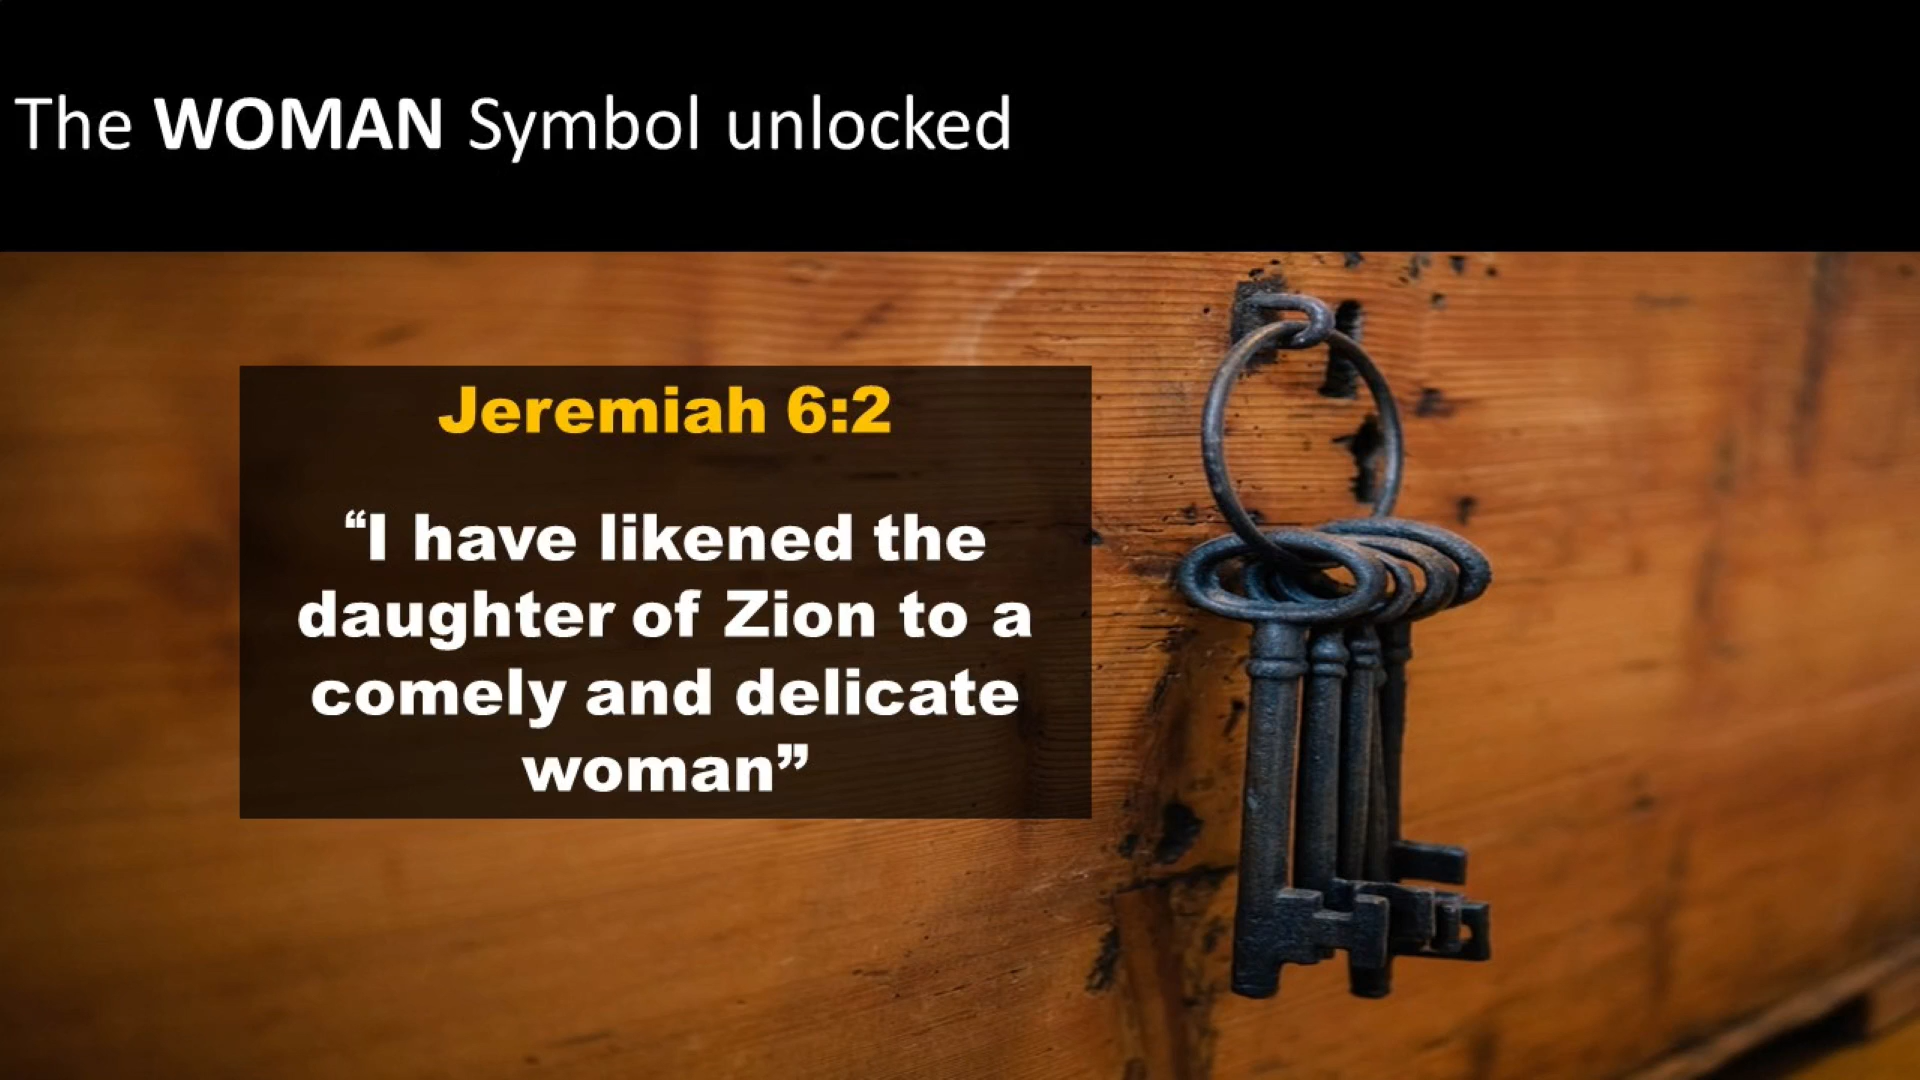 The WOMAN Symbol unlocked
Jeremiah 6:2
“I have likened the
daughter of Zion to a
comely and delicate
woman”